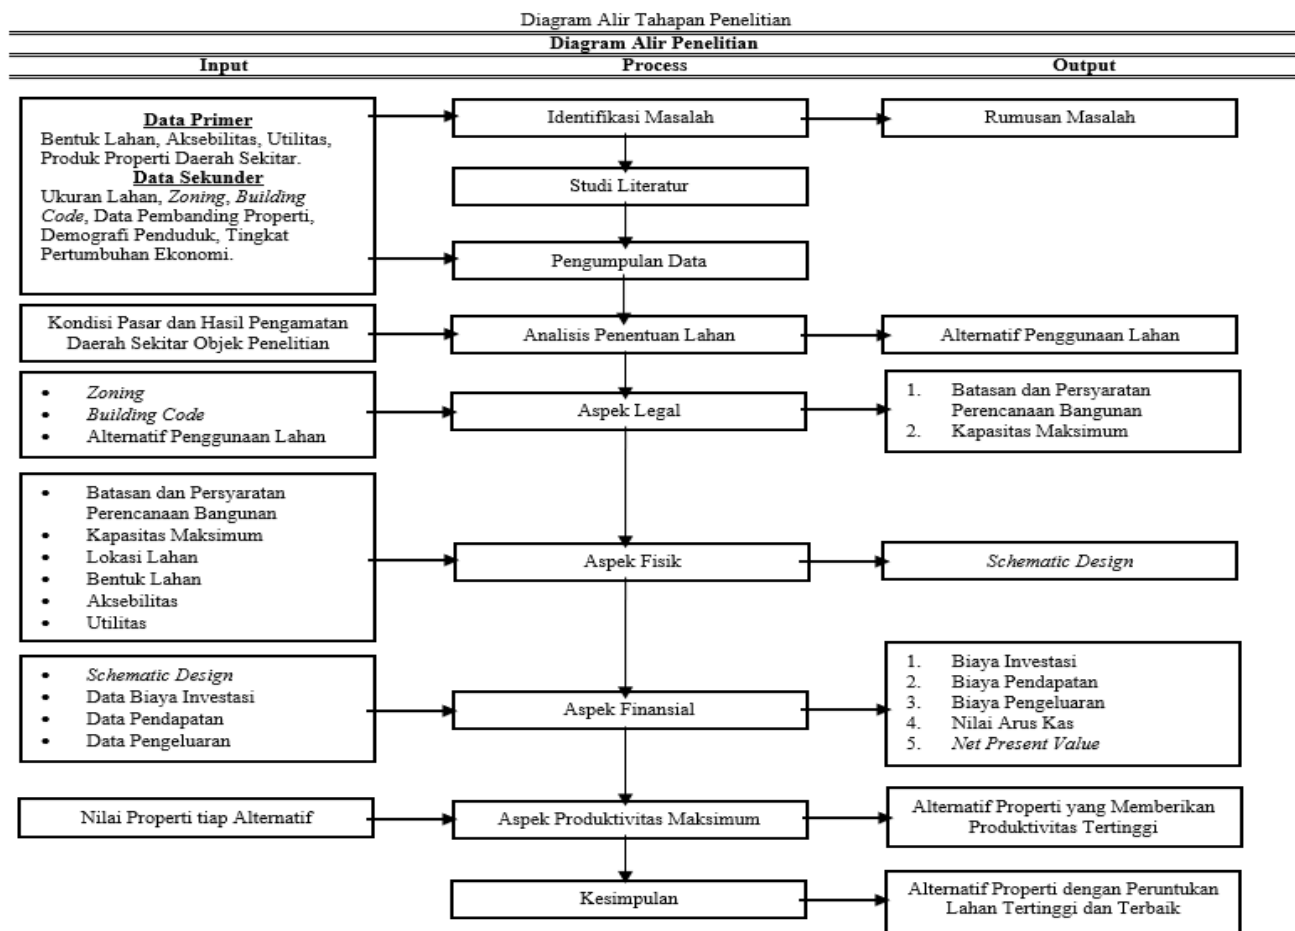 Diagram Alir Tahapan Penelitian
Diagram Alir Penelitian
Input
Process
Output
Data Primer
Bentuk Lahan, Aksebilitas, Utilitas,
Produk Properti Daerah Sekitar.
Data Sekunder
Ukuran Lahan, Zoning, Building
Code, Data Pembanding Properti,
Demografi Penduduk, Tingkat
Pertumbuhan Ekonomi.
Identifikasi Masalah
Rumusan Masalah
Studi Literatur
Pengumpulan Data
Kondisi Pasar dan Hasil Pengamatan
Daerah Sekitar Objek Penelitian
Analisis Penentuan Lahan
Alternatif Penggunaan Lahan
• Zoning
• Building Code
• Alternatif Penggunaan Lahan
Aspek Legal
1. Batasan dan Persyaratan
Perencanaan Bangunan
2. Kapasitas Maksimum
• Batasan dan Persyaratan
Perencanaan Bangunan
• Kapasitas Maksimum
• Lokasi Lahan
• Bentuk Lahan
• Aksebilitas
• Utilitas
Aspek Fisik
Schematic Design
• Schematic Design
• Data Biaya Investasi
• Data Pendapatan
• Data Pengeluaran
Aspek Finansial
1. Biaya Investasi
2. Biaya Pendapatan
3. Biaya Pengeluaran
4. Nilai Arus Kas
5. Net Present Value
Nilai Properti tiap Alternatif
Aspek Produktivitas Maksimum
Alternatif Properti yang Memberikan
Produktivitas Tertinggi
Kesimpulan
Alternatif Properti dengan Peruntukan
Lahan Tertinggi dan Terbaik